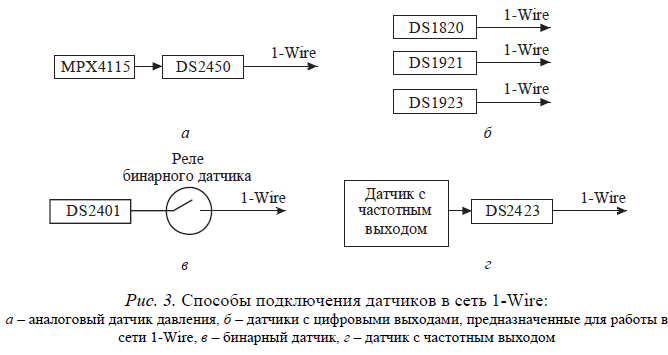 MPX4115
DS2450
1-Wire
а
DS1820
1-Wire
DS1921
1-Wire
DS1923
1-Wire
б
Реле
бинарного датчика
DS2401
1-Wire
в
Датчик с
частотным
выходом
DS2423
1-Wire
г
Рис. 3. Способы подключения датчиков в сеть 1-Wire:
а – аналоговый датчик давления, б – датчики с цифровыми выходами, предназначенные для работы в
сети 1-Wire, в – бинарный датчик, г – датчик с частотным выходом